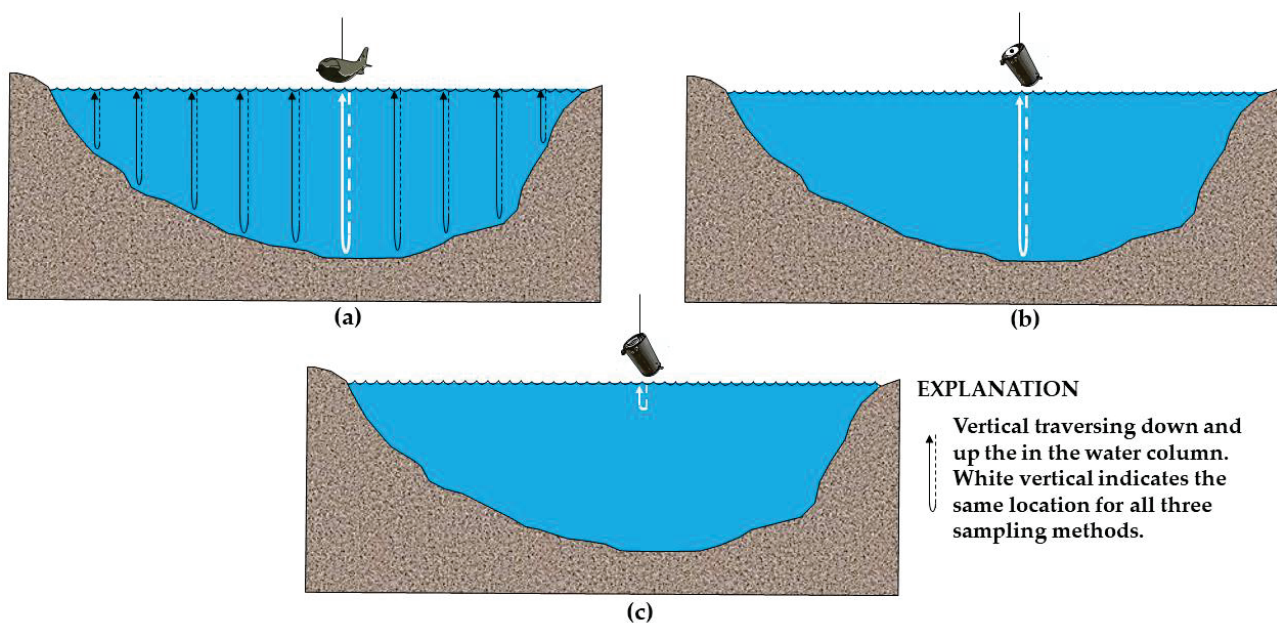 (a)
(b)
(c)
EXPLANATION
Vertical traversing down and
up the in the water column.
White vertical indicates the
same location for all three
sampling methods.